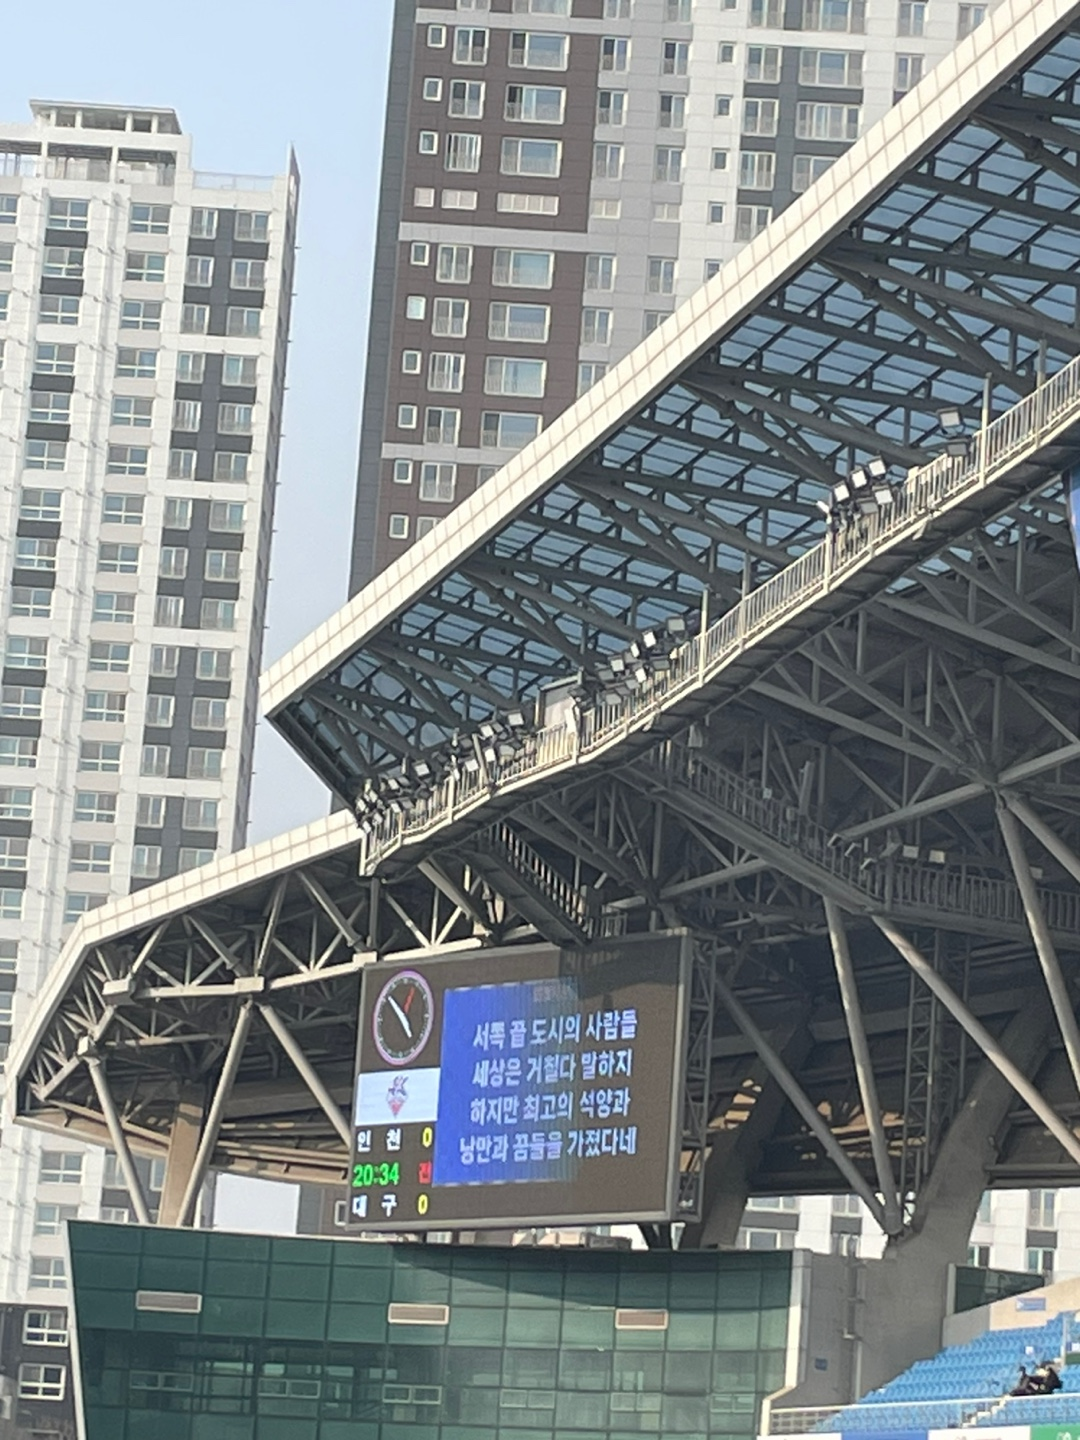 서쪽 끝 도시의 사람들
세상은 거칠다 말하지
하지만 최고의 석양과
낭만과 꿈들을 가졌다네
인 천 0
20:34 전
대 구 0